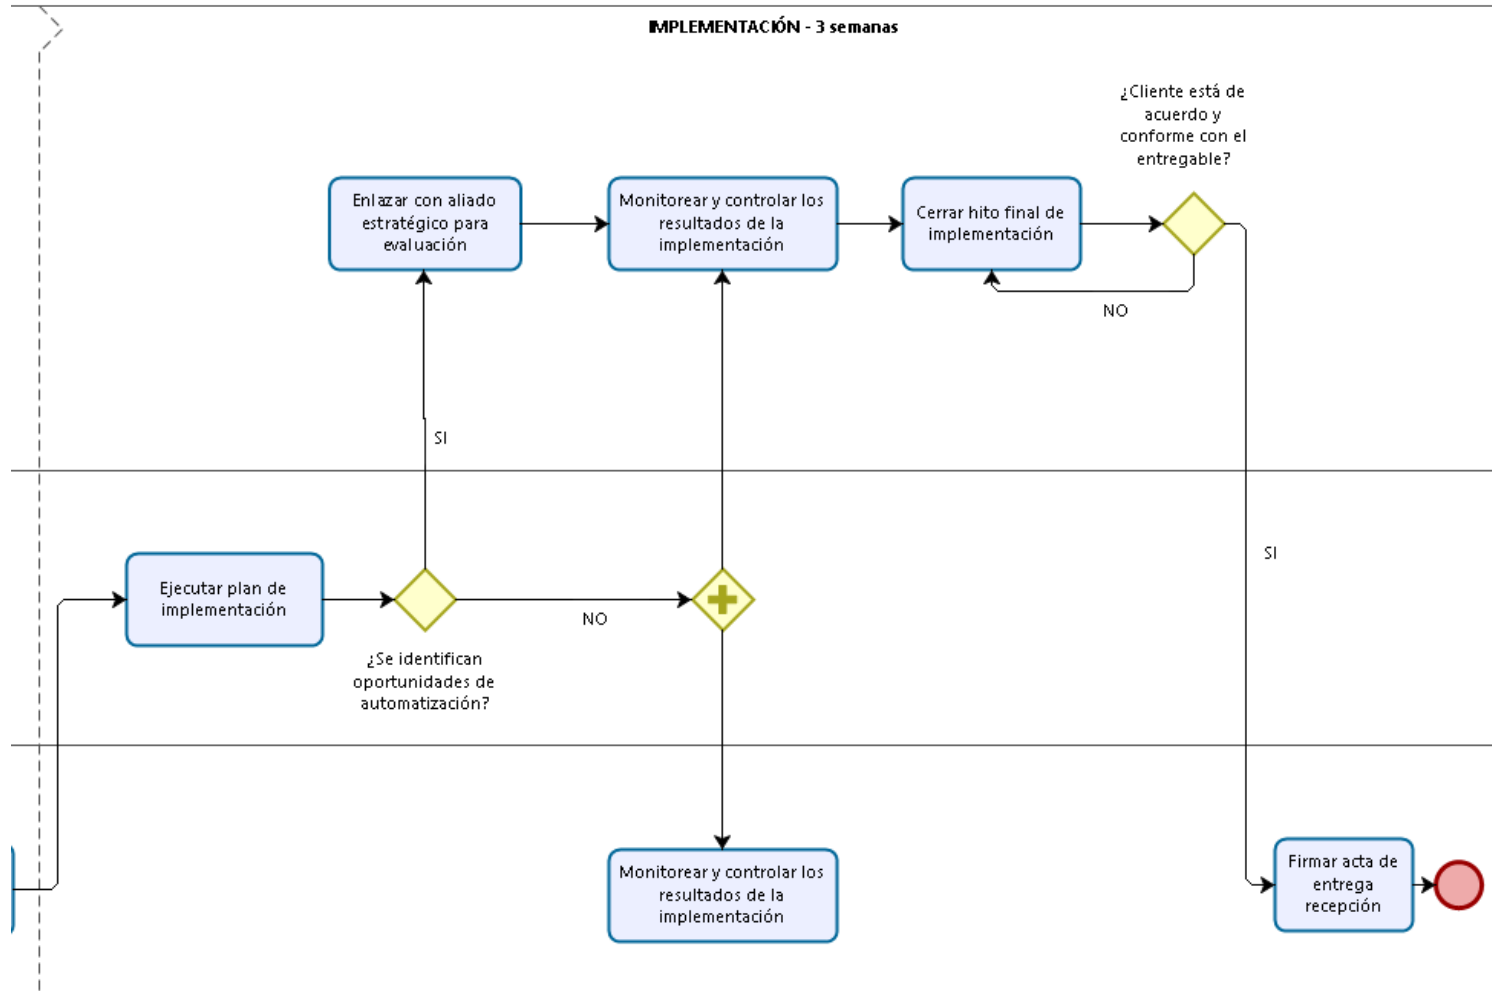 IMPLEMENTACIÓN - 3 semanas
¿Cliente está de
acuerdo y
conforme con el
entregable?
Enlazar con aliado
estratégico para
evaluación
Monitorear y controlar los
resultados de la
implementación
Cerrar hito final de
implementación
NO
SI
Ejecutar plan de
implementación
NO
SI
¿Se identifican
oportunidades de
automatización?
Monitorear y controlar los
resultados de la
implementación
Firmar acta de
entrega
recepción